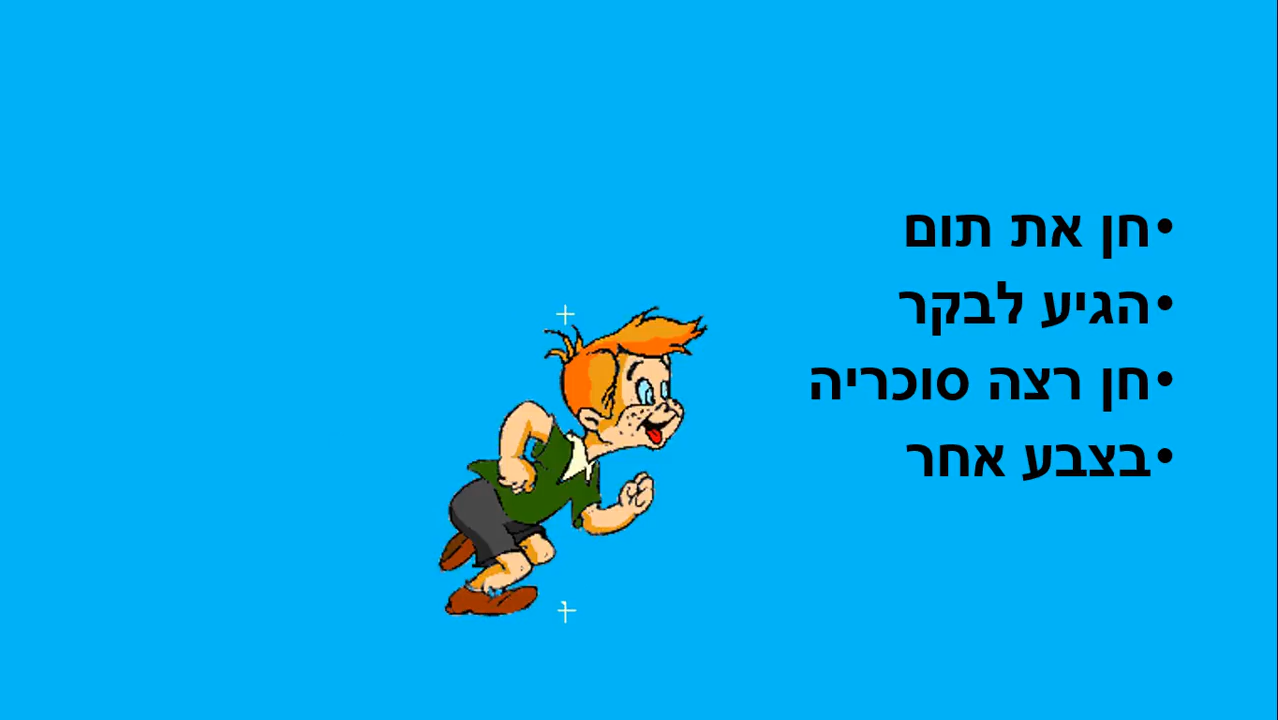 •חן את תום
•הגיע לבקר
•חן רצה סוכריה
•בצבע אחר